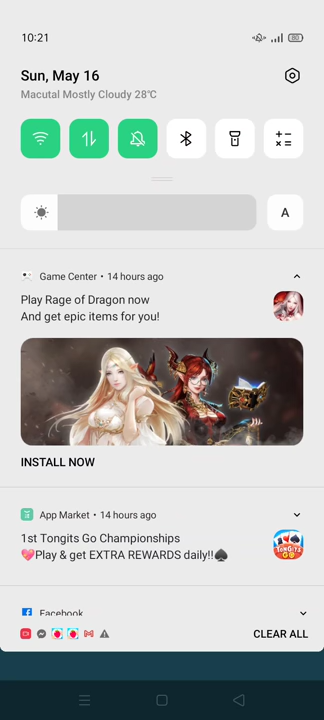 10:21
80
Sun, May 16
Macutal Mostly Cloudy 28°C
A
Game Center • 14 hours ago
Play Rage of Dragon now
And get epic items for you!
INSTALL NOW
App Market • 14 hours ago
1st Tongits Go Championships
💖Play & get EXTRA REWARDS daily!!♠
TONGITS
GO
Facebook
CLEAR ALL